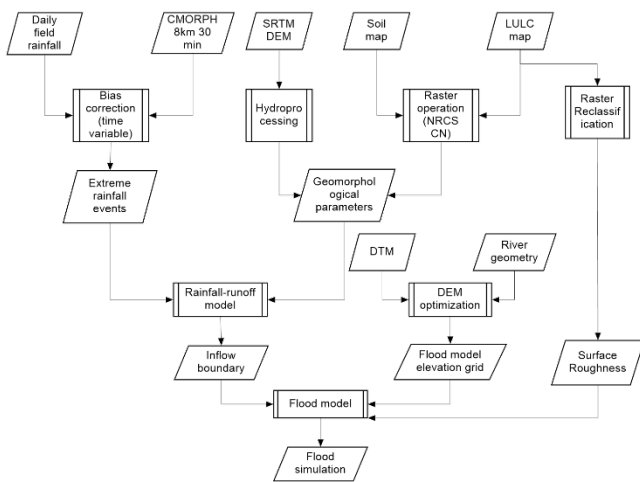 Daily
field
rainfall
CMORPH
8km 30
min
SRTM
DEM
Soil
map
LULC
map
Bias
correction
(time
variable)
Hydropro
cessing
Raster
operation
(NRCS
CN)
Raster
Reclassif
ication
Extreme
rainfall
events
Geomorphol
ogical
parameters
DTM
River
geometry
Rainfall-runoff
model
DEM
optimization
Inflow
boundary
Flood model
elevation grid
Surface
Roughness
Flood model
Flood
simulation